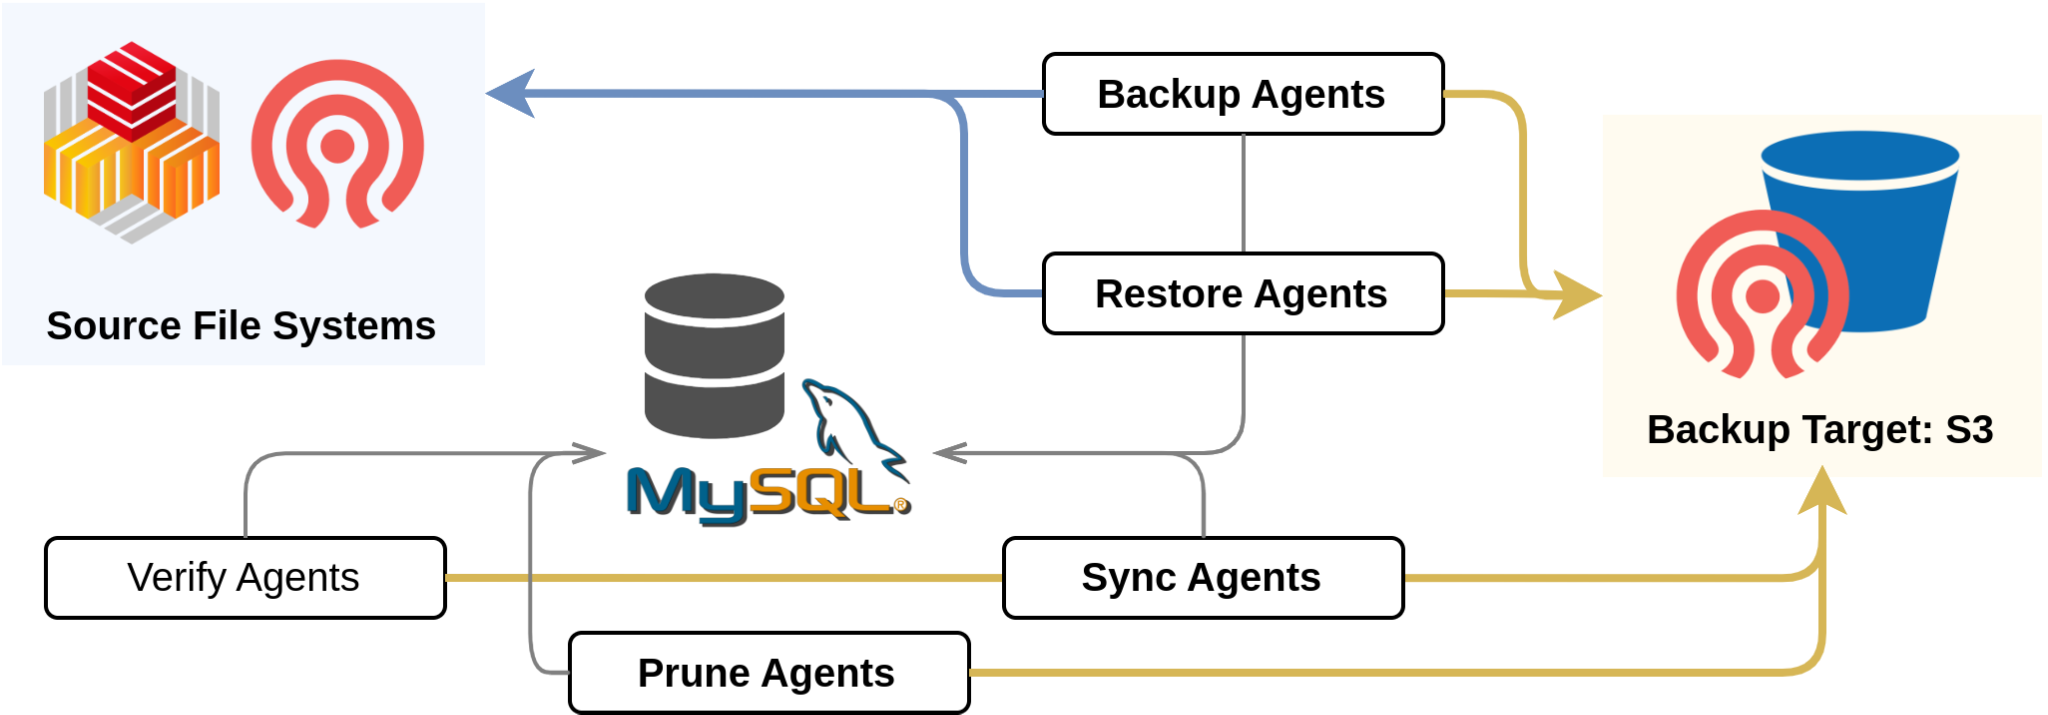 Backup Agents
Source File Systems
Restore Agents
Backup Target: S3
MySQL®
Verify Agents
Sync Agents
Prune Agents